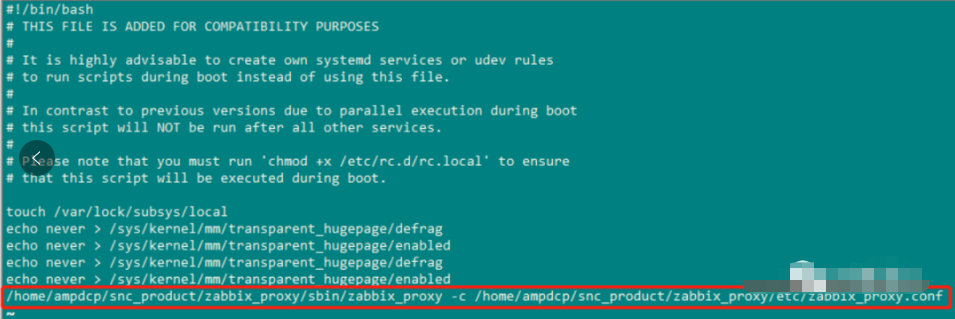 #!/bin/bash
# THIS FILE IS ADDED FOR COMPATIBILITY PURPOSES
#
# It is highly advisable to create own systemd services or udev rules
# to run scripts during boot instead of using this file.
#
# In contrast to previous versions due to parallel execution during boot
# this script will NOT be run after all other services.
#
# Please note that you must run 'chmod +x /etc/rc.d/rc.local' to ensure
# that this script will be executed during boot.
touch /var/lock/subsys/local
echo never > /sys/kernel/mm/transparent_hugepage/defrag
echo never > /sys/kernel/mm/transparent_hugepage/enabled
echo never > /sys/kernel/mm/transparent_hugepage/defrag
echo never > /sys/kernel/mm/transparent_hugepage/enabled
/home/ampdcp/snc_product/zabbix_proxy/sbin/zabbix_proxy -c /home/ampdcp/snc_product/zabbix_proxy/etc/zabbix_proxy.conf
~